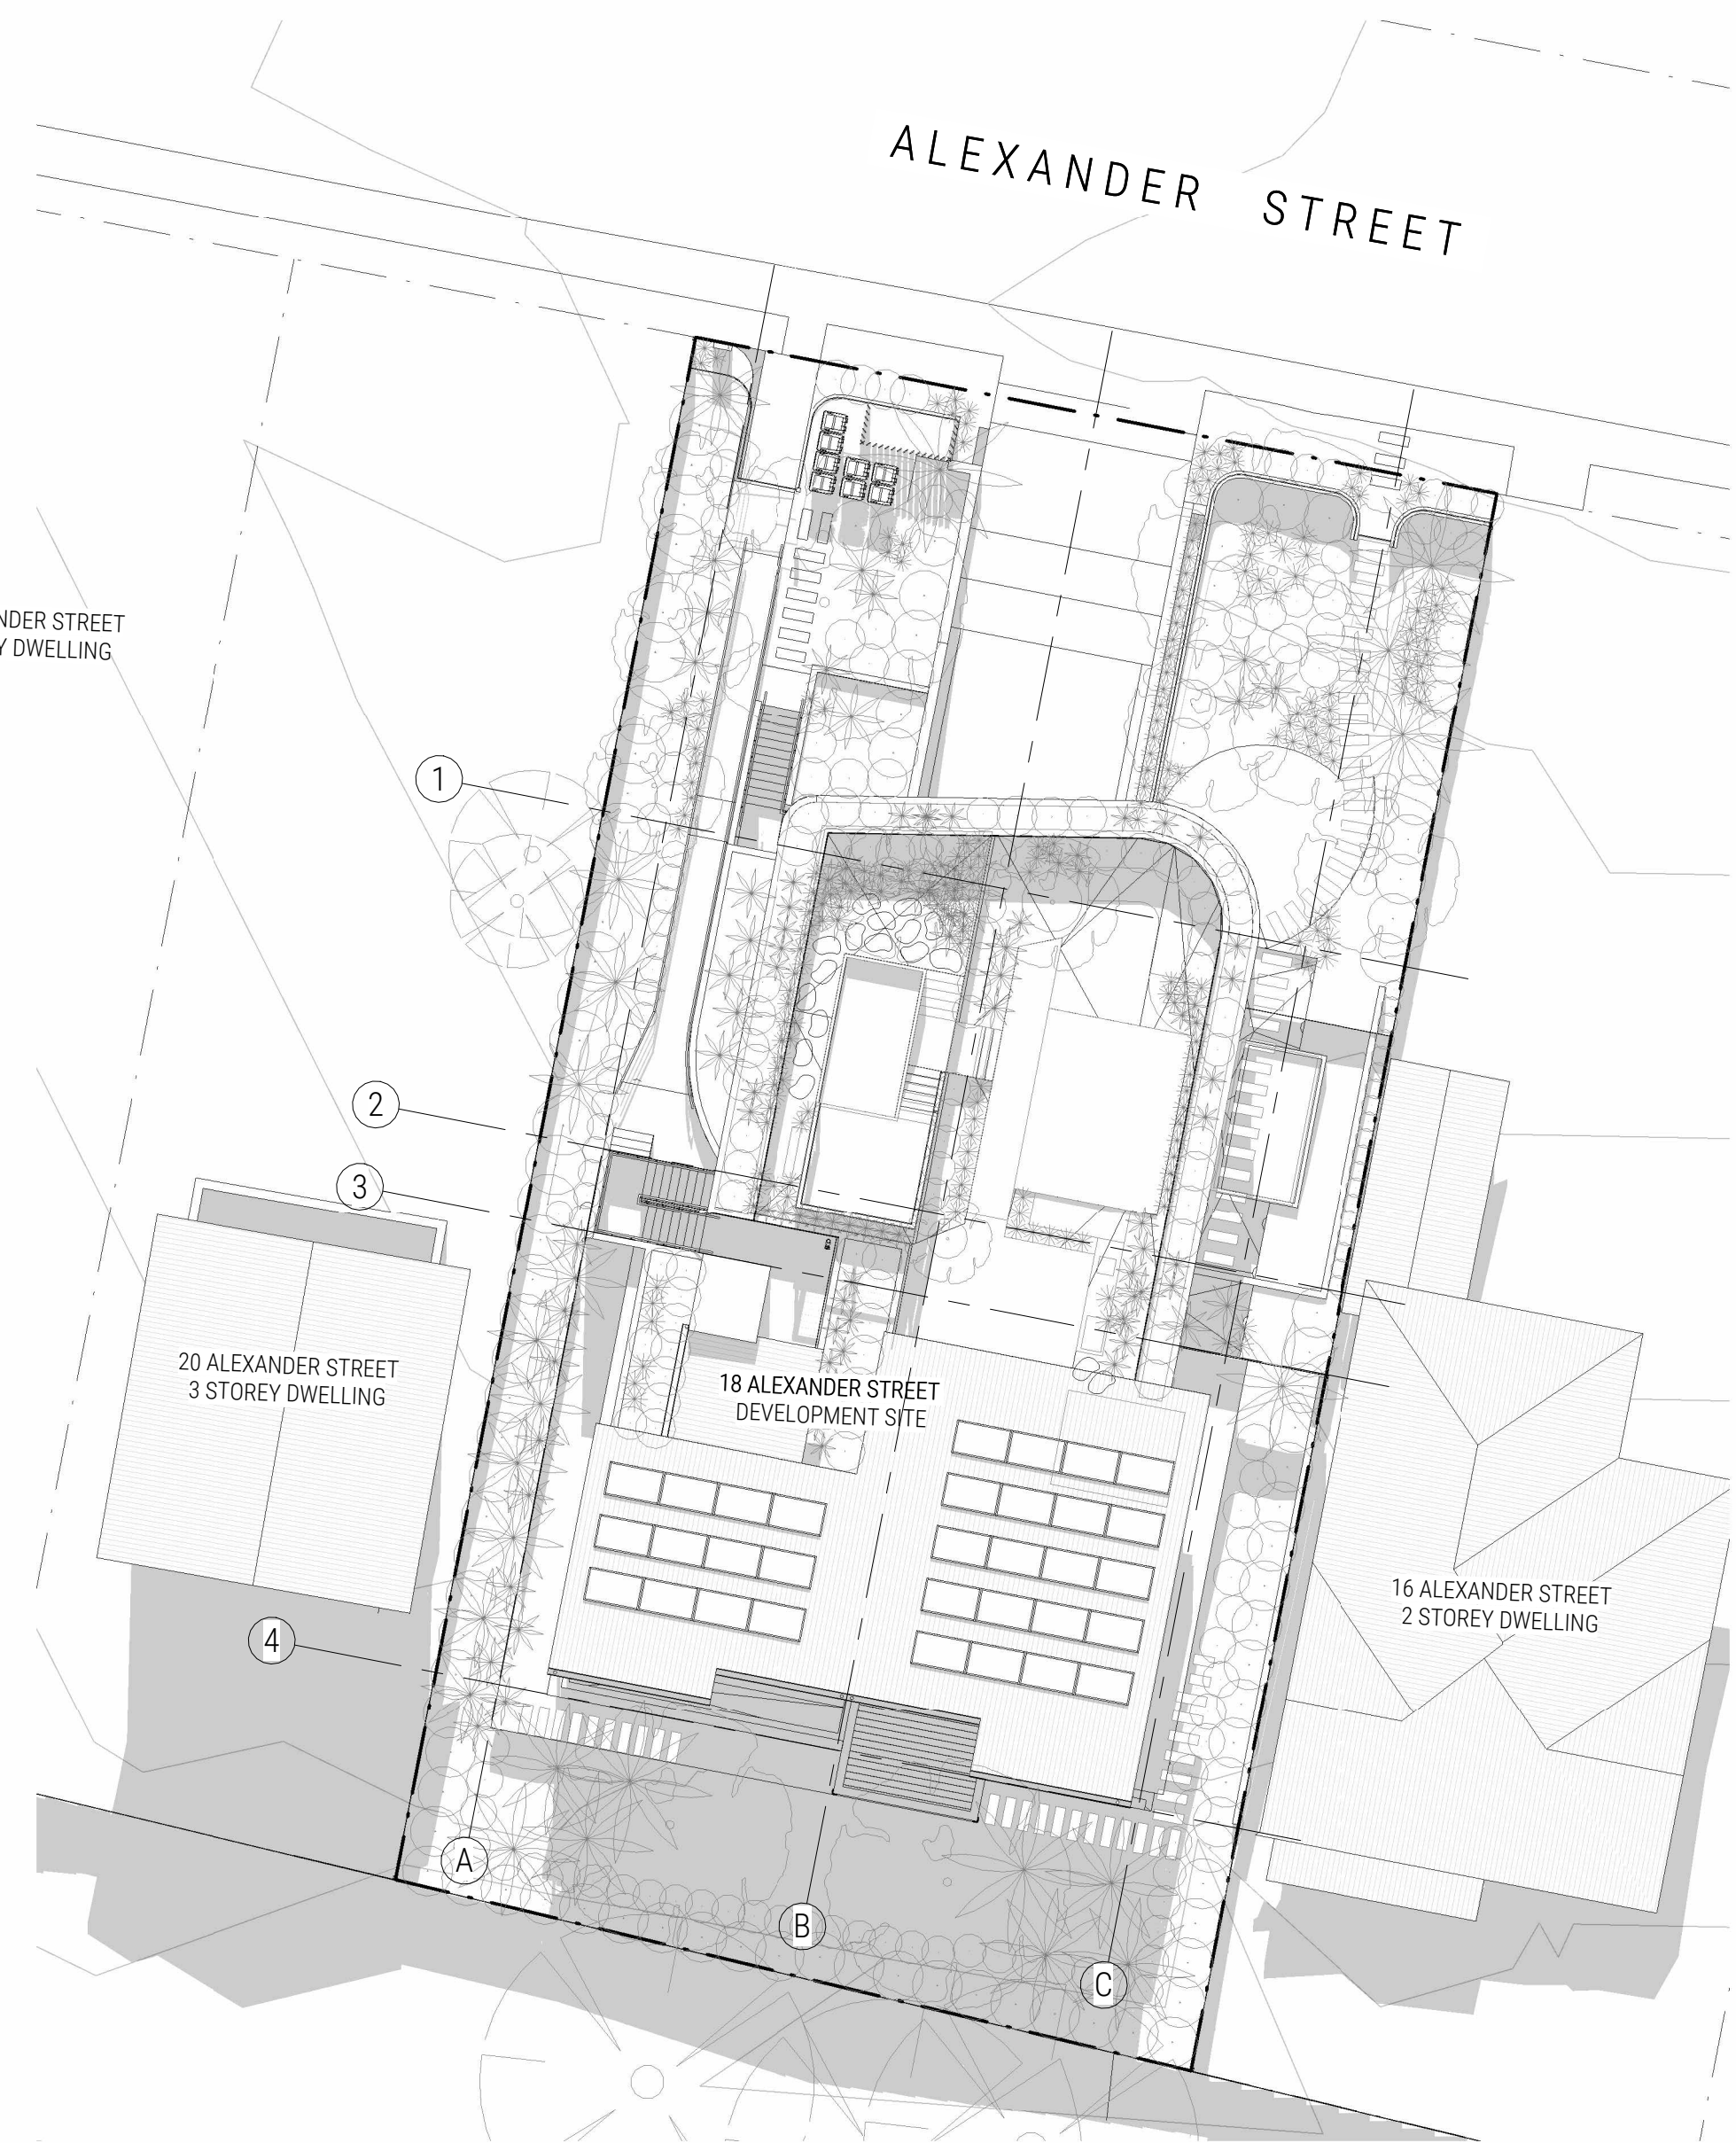 ALEXANDER STREET
NDER STREET
Y DWELLING
1
2
3
20 ALEXANDER STREET
3 STOREY DWELLING
18 ALEXANDER STREET
DEVELOPMENT SITE
16 ALEXANDER STREET
2 STOREY DWELLING
4
A
B
C